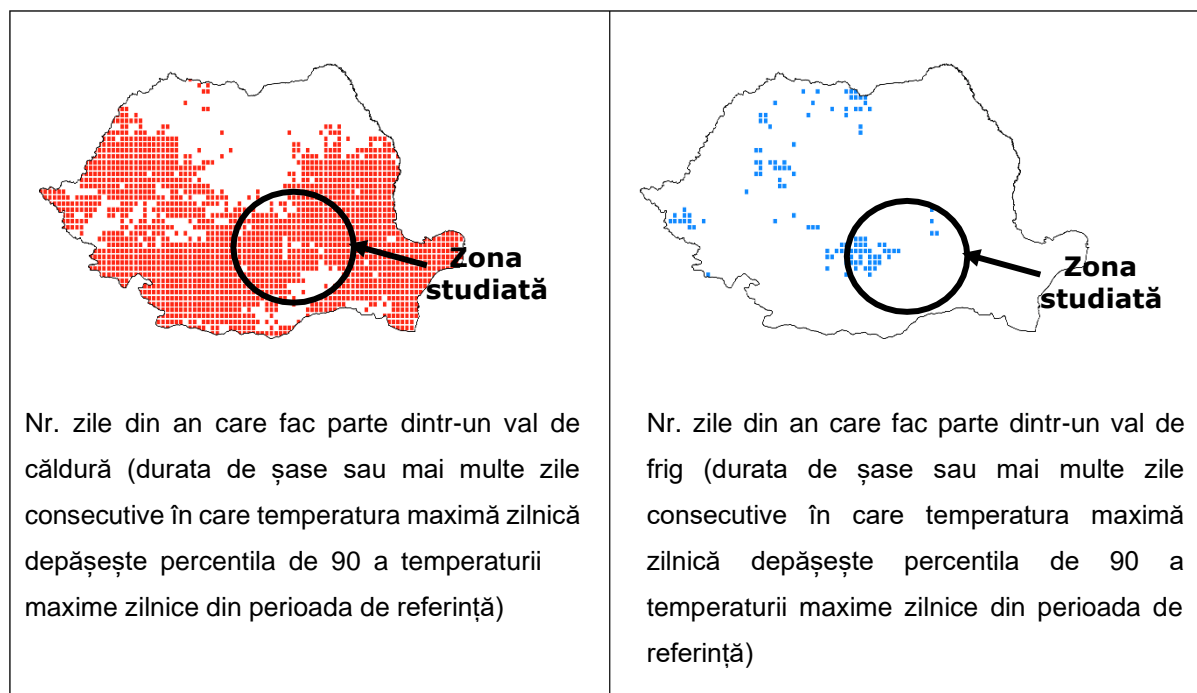 Zona
studiată
Nr. zile din an care fac parte dintr-un val de
căldură (durata de șase sau mai multe zile
consecutive în care temperatura maximă zilnică
depășește percentila de 90 a temperaturii
maxime zilnice din perioada de referință)
Zona
studiată
Nr. zile din an care fac parte dintr-un val de
frig (durata de șase sau mai multe zile
consecutive în care temperatura maximă
zilnică depășește percentila de 90 a
temperaturii maxime zilnice din perioada de
referință)